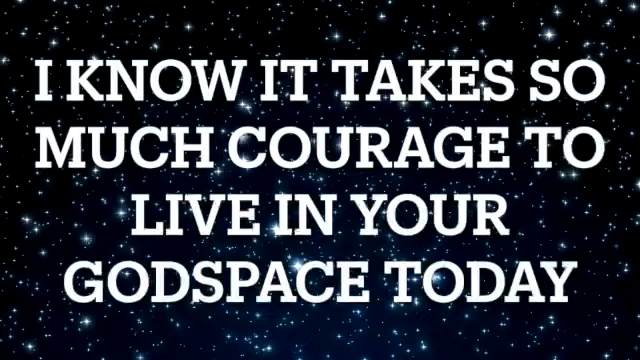 I KNOW IT TAKES SO
MUCH COURAGE TO
LIVE IN YOUR
GODSPACE TODAY